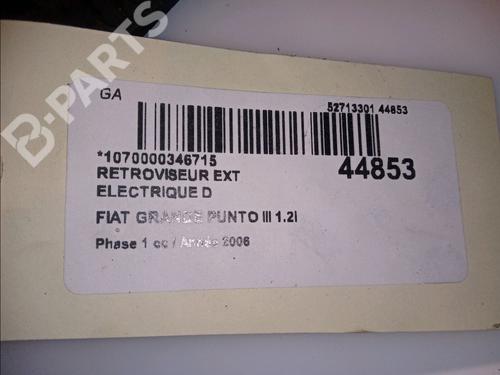 B-PARTS
GA
52713301 44853
*1070000346715
44853
RETROVISEUR EXT
ELECTRIQUE D
FIAT GRANDE PUNTO III 1.2I
Phase 1 cc / Année 2006